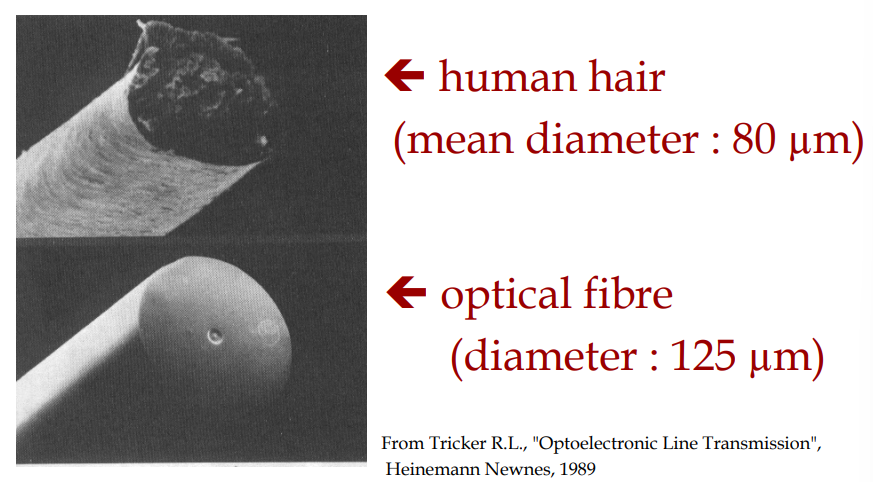 🡸 human hair
(mean diameter : 80 µm)
🡸 optical fibre
(diameter : 125 µm)
From Tricker R.L., "Optoelectronic Line Transmission",
Heinemann Newnes, 1989